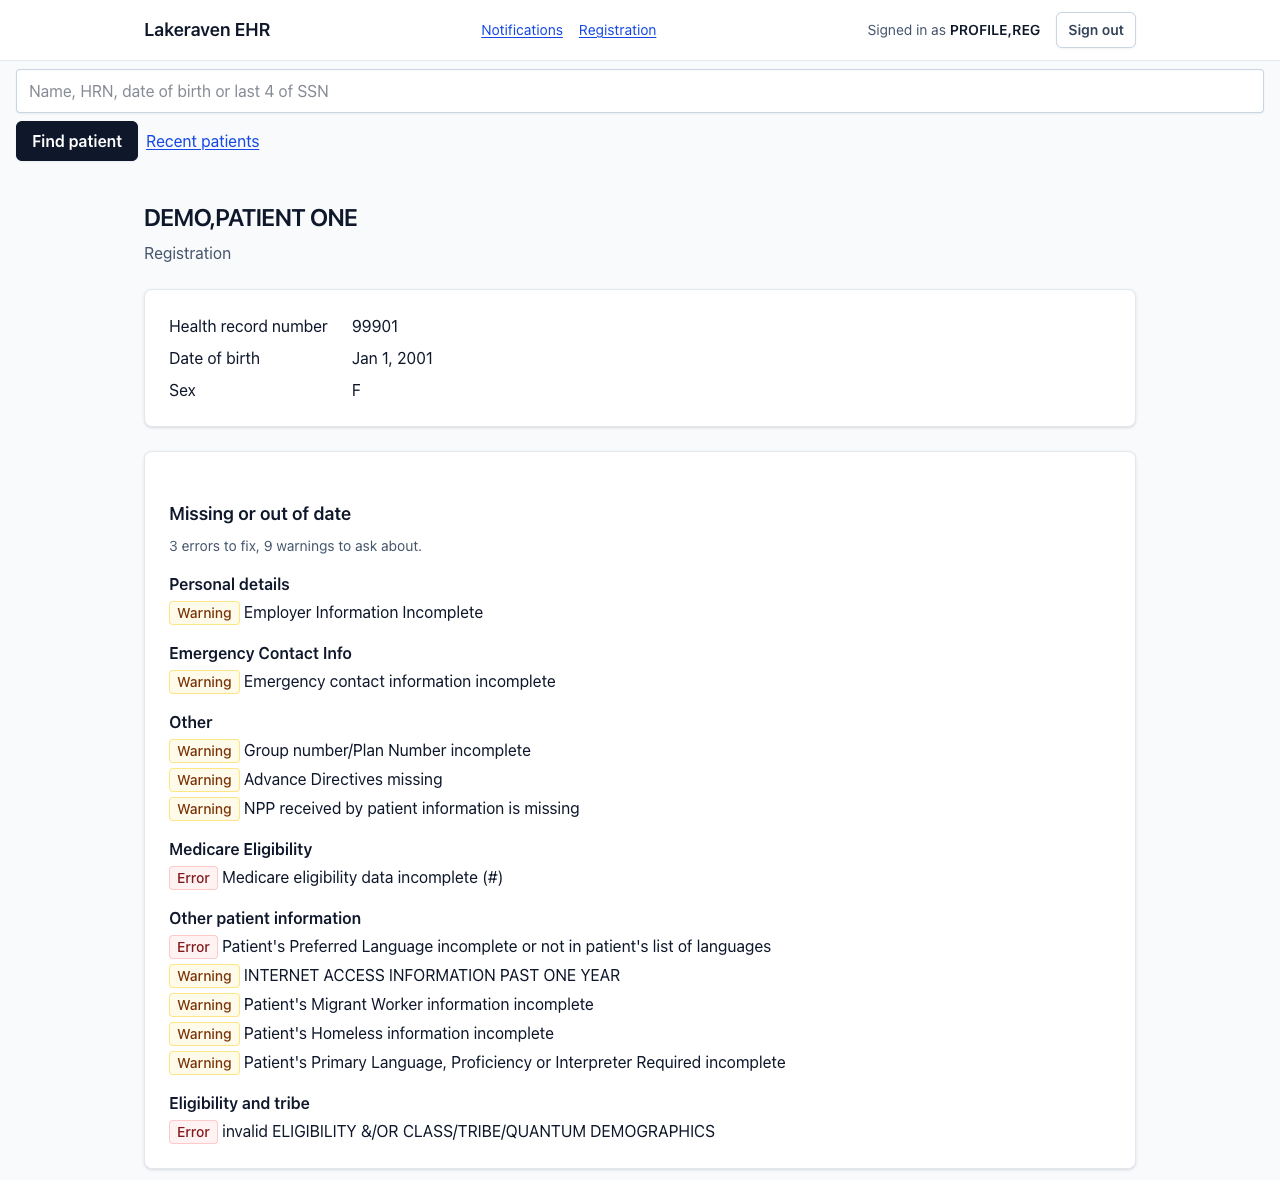 Lakeraven EHR
Notifications Registration
Signed in as PROFILE,REG Sign out
Name, HRN, date of birth or last 4 of SSN
Find patient Recent patients
DEMO,PATIENT ONE
Registration
Health record number 99901
Date of birth Jan 1, 2001
Sex F
Missing or out of date
3 errors to fix, 9 warnings to ask about.
Personal details
Warning Employer Information Incomplete
Emergency Contact Info
Warning Emergency contact information incomplete
Other
Warning Group number/Plan Number incomplete
Warning Advance Directives missing
Warning NPP received by patient information is missing
Medicare Eligibility
Error Medicare eligibility data incomplete (#)
Other patient information
Error Patient's Preferred Language incomplete or not in patient's list of languages
Warning INTERNET ACCESS INFORMATION PAST ONE YEAR
Warning Patient's Migrant Worker information incomplete
Warning Patient's Homeless information incomplete
Warning Patient's Primary Language, Proficiency or Interpreter Required incomplete
Eligibility and tribe
Error invalid ELIGIBILITY &/OR CLASS/TRIBE/QUANTUM DEMOGRAPHICS